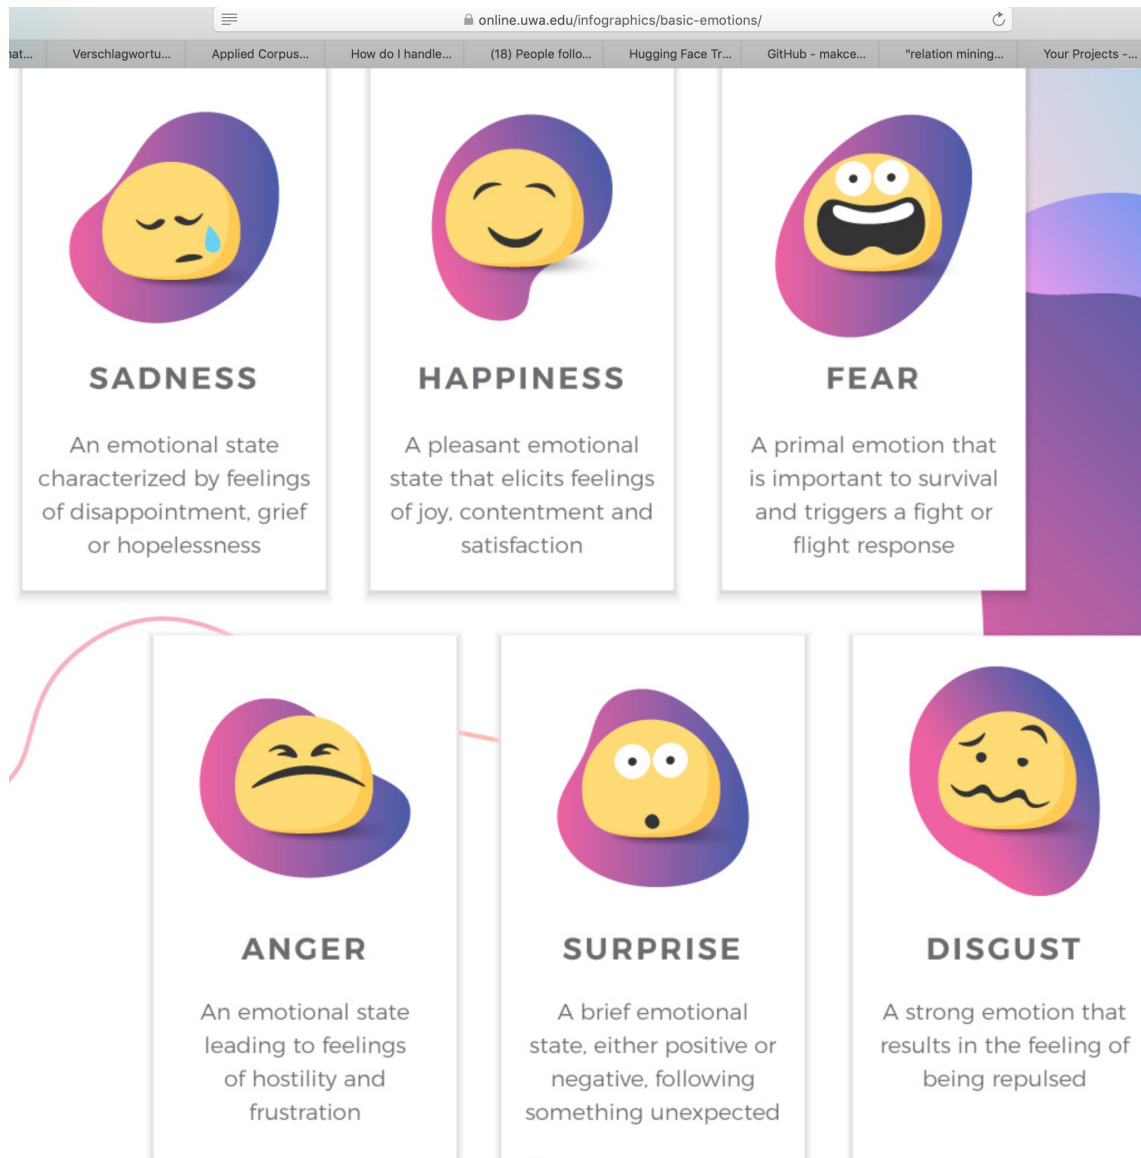 online.uwa.edu/infographics/basic-emotions/
nat... Verschlagwortu... Applied Corpus... How do I handle... (18) People follo... Hugging Face Tr... GitHub - makce... "relation mining... Your Projects -...
SADNESS
An emotional state
characterized by feelings
of disappointment, grief
or hopelessness
HAPPINESS
A pleasant emotional
state that elicits feelings
of joy, contentment and
satisfaction
FEAR
A primal emotion that
is important to survival
and triggers a fight or
flight response
ANGER
An emotional state
leading to feelings
of hostility and
frustration
SURPRISE
A brief emotional
state, either positive or
negative, following
something unexpected
DISGUST
A strong emotion that
results in the feeling of
being repulsed